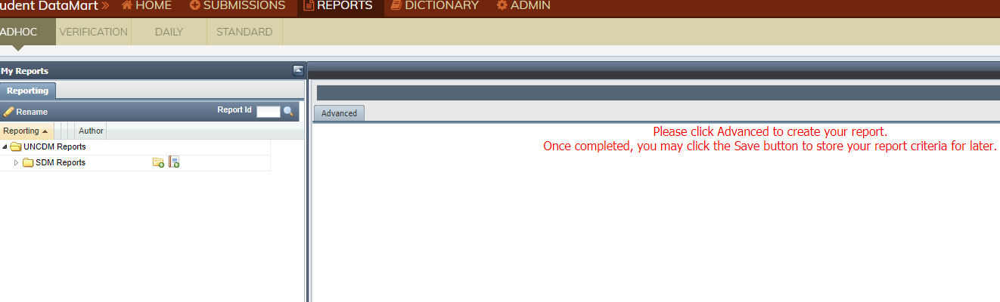 udent DataMart » HOME SUBMISSIONS REPORTS DICTIONARY ADMIN
ADHOC VERIFICATION DAILY STANDARD
My Reports
Reporting
Rename Report Id
Advanced
Reporting Author
Please click Advanced to create your report.
UNCDM Reports
Once completed, you may click the Save button to store your report criteria for later.
SDM Reports